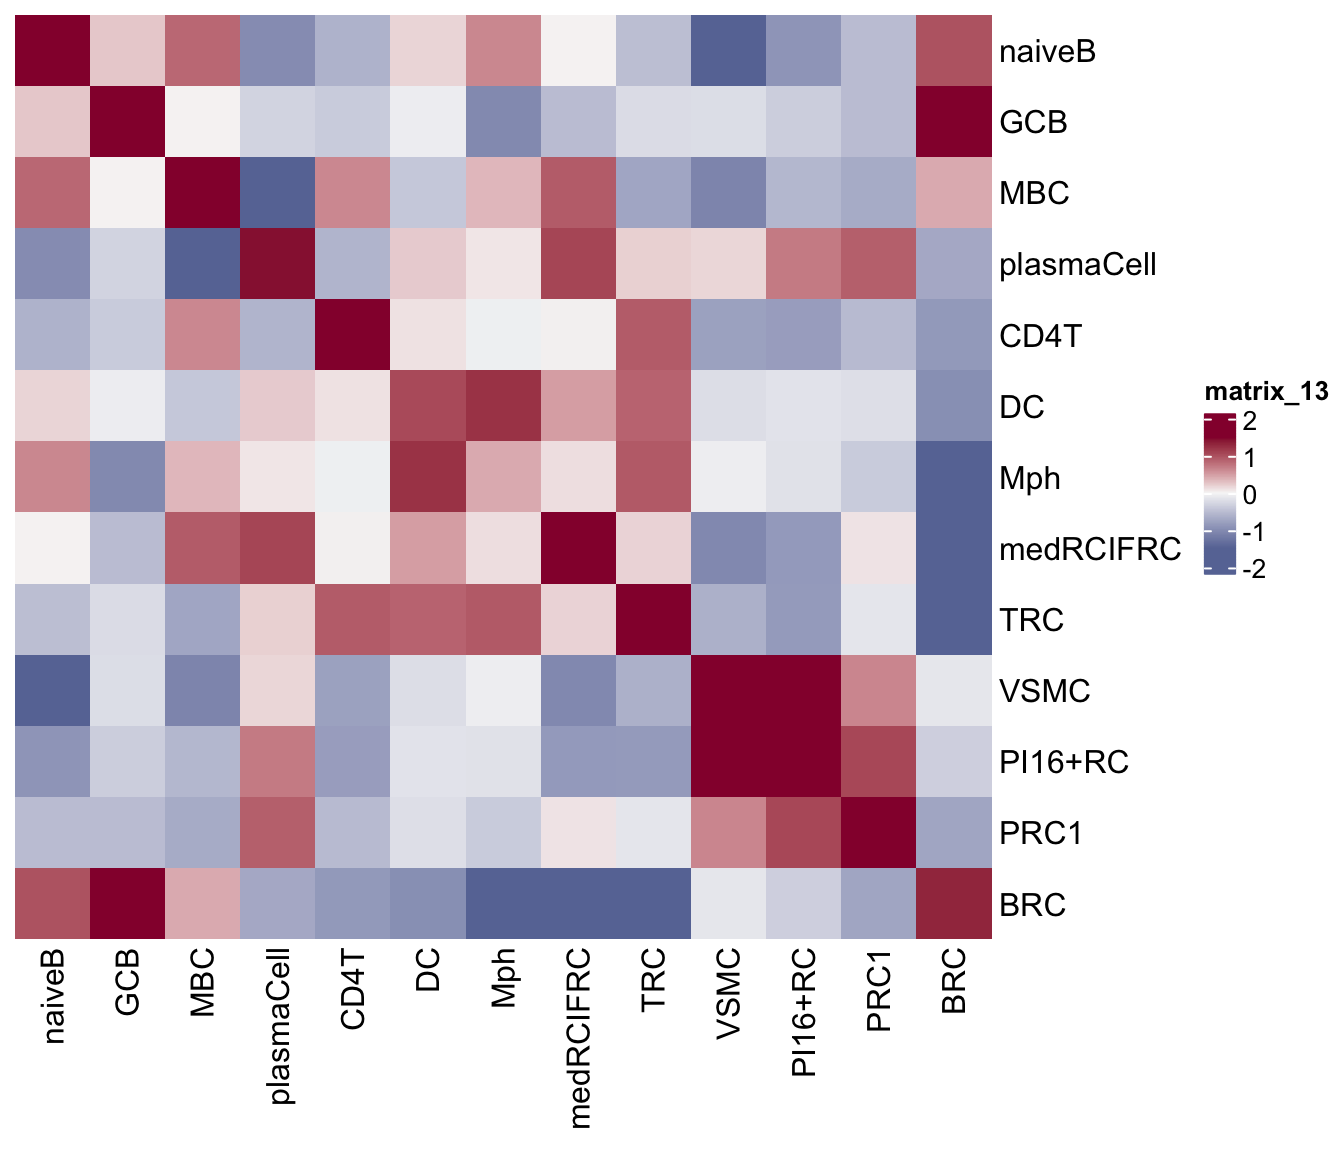 naiveB
GCB
MBC
plasmaCell
CD4T
DC
Mph
medRCIFRC
TRC
VSMC
PI16+RC
PRC1
BRC
matrix_13
2
1
0
-1
-2
naiveB
GCB
MBC
plasmaCell
CD4T
DC
Mph
medRCIFRC
TRC
VSMC
PI16+RC
PRC1
BRC